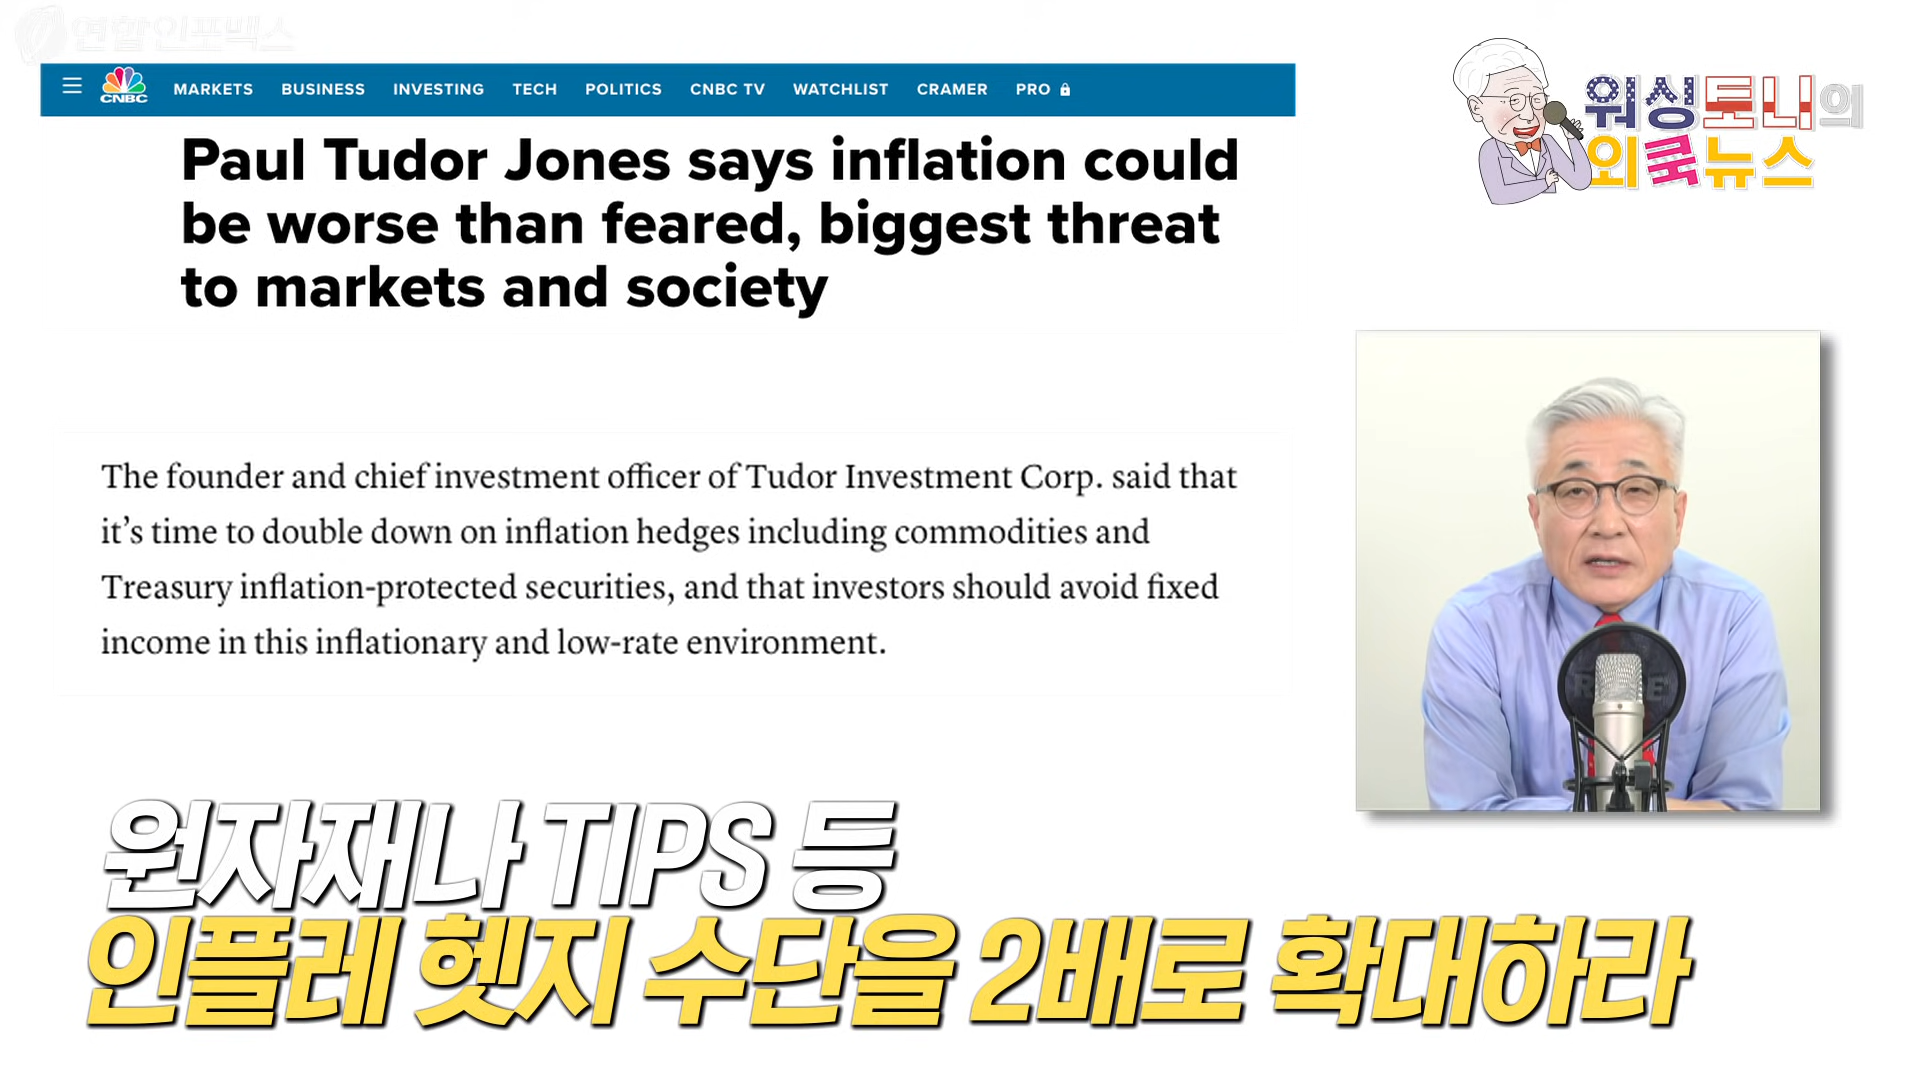 연합인포맥스
CNBC
MARKETS BUSINESS INVESTING TECH POLITICS CNBC TV WATCHLIST CRAMER PRO
워싱토니의
외쿡뉴스
Paul Tudor Jones says inflation could
be worse than feared, biggest threat
to markets and society
The founder and chief investment officer of Tudor Investment Corp. said that
it’s time to double down on inflation hedges including commodities and
Treasury inflation-protected securities, and that investors should avoid fixed
income in this inflationary and low-rate environment.
원자재나 TIPS 등
인플레 헷지 수단을 2배로 확대하라